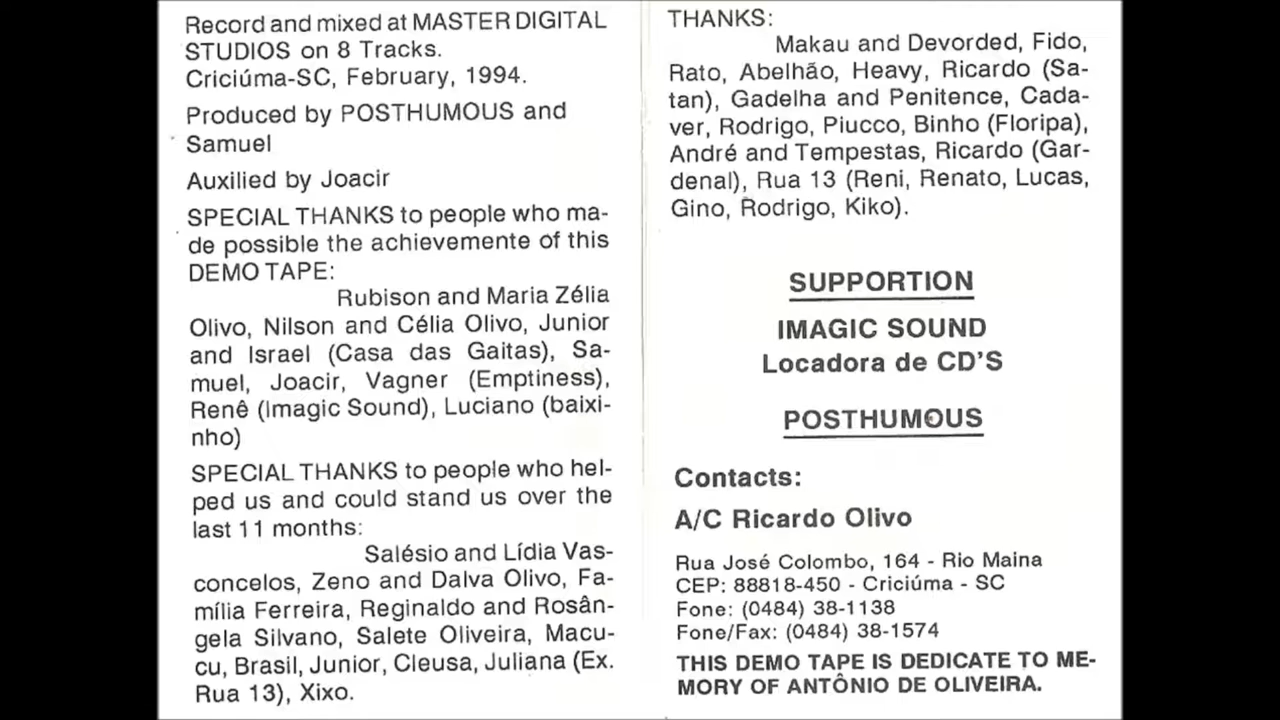 Record and mixed at MASTER DIGITAL
STUDIOS on 8 Tracks.
Criciúma-SC, February, 1994.
Produced by POSTHUMOUS and
Samuel
Auxilied by Joacir
SPECIAL THANKS to people who ma-
de possible the achievemente of this
DEMO TAPE:
Rubison and Maria Zélia
Olivo, Nilson and Célia Olivo, Junior
and Israel (Casa das Gaitas), Sa-
muel, Joacir, Vagner (Emptiness),
Renê (Imagic Sound), Luciano (baixi-
nho)
SPECIAL THANKS to people who hel-
ped us and could stand us over the
last 11 months:
Salésio and Lídia Vas-
concelos, Zeno and Dalva Olivo, Fa-
mília Ferreira, Reginaldo and Rosân-
gela Silvano, Salete Oliveira, Macu-
cu, Brasil, Junior, Cleusa, Juliana (Ex.
Rua 13), Xixo.
THANKS:
Makau and Devorded, Fido,
Rato, Abelhão, Heavy, Ricardo (Sa-
tan), Gadelha and Penitence, Cada-
ver, Rodrigo, Piucco, Binho (Floripa),
André and Tempestas, Ricardo (Gar-
denal), Rua 13 (Reni, Renato, Lucas,
Gino, Rodrigo, Kiko).
SUPPORTION
IMAGIC SOUND
Locadora de CD'S
POSTHUMOUS
Contacts:
A/C Ricardo Olivo
Rua José Colombo, 164 - Rio Maina
CEP: 88818-450 - Criciúma - SC
Fone: (0484) 38-1138
Fone/Fax: (0484) 38-1574
THIS DEMO TAPE IS DEDICATE TO ME-
MORY OF ANTÔNIO DE OLIVEIRA.